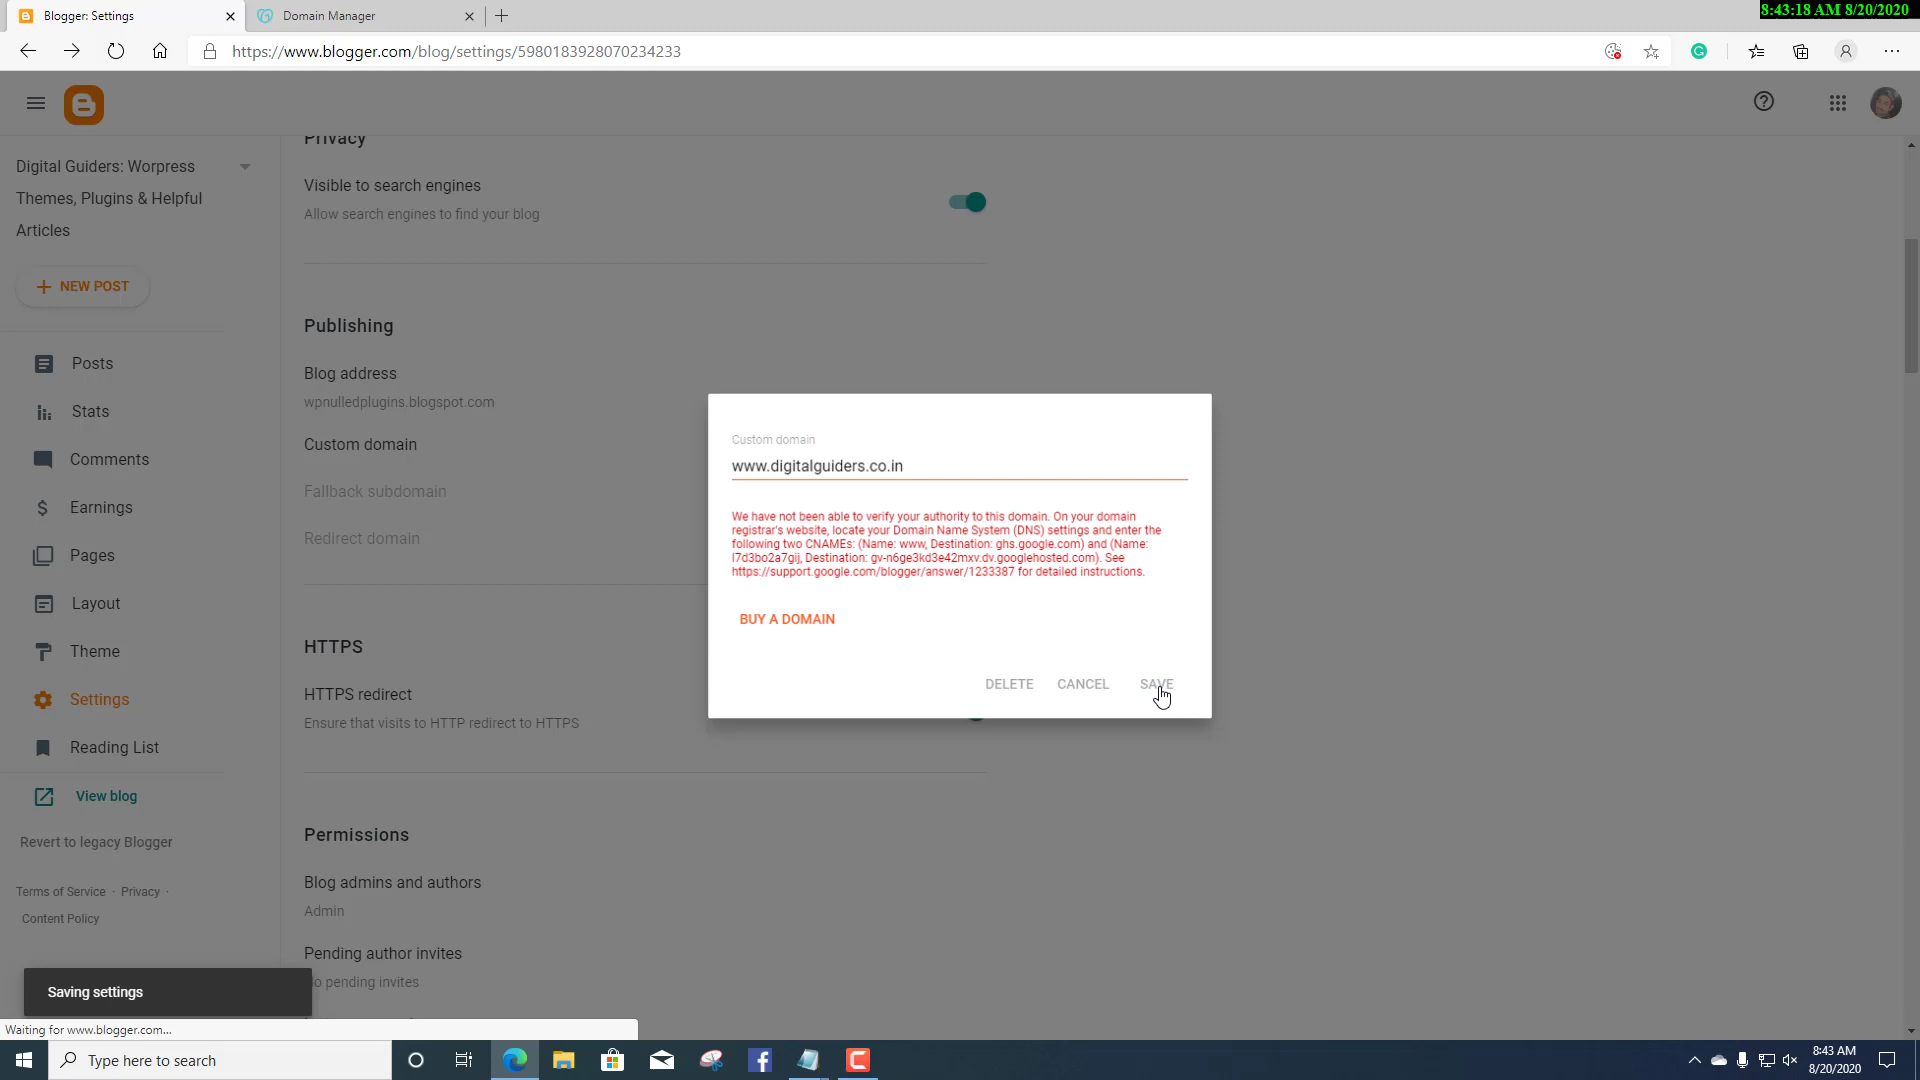 8:43:18 AM 8/20/2020
Blogger: Settings
Domain Manager
https://www.blogger.com/blog/settings/5980183928070234233
Digital Guiders: Worpress
Themes, Plugins & Helpful
Articles
NEW POST
Posts
Stats
Comments
Earnings
Pages
Layout
Theme
Settings
Reading List
View blog
Revert to legacy Blogger
Terms of Service · Privacy ·
Content Policy
Privacy
Visible to search engines
Allow search engines to find your blog
Publishing
Blog address
wpnulledplugins.blogspot.com
Custom domain
Fallback subdomain
Redirect domain
HTTPS
HTTPS redirect
Ensure that visits to HTTP redirect to HTTPS
Permissions
Blog admins and authors
Admin
Pending author invites
No pending invites
Custom domain
www.digitalguiders.co.in
We have not been able to verify your authority to this domain. On your domain
registrar's website, locate your Domain Name System (DNS) settings and enter the
following two CNAMEs: (Name: www, Destination: ghs.google.com) and (Name:
l7d3bo2a7gij, Destination: gv-n6ge3kd3e42mxv.dv.googlehosted.com). See
https://support.google.com/blogger/answer/1233387 for detailed instructions.
BUY A DOMAIN
DELETE CANCEL SAVE
Saving settings
Waiting for www.blogger.com...
Type here to search
8:43 AM
8/20/2020